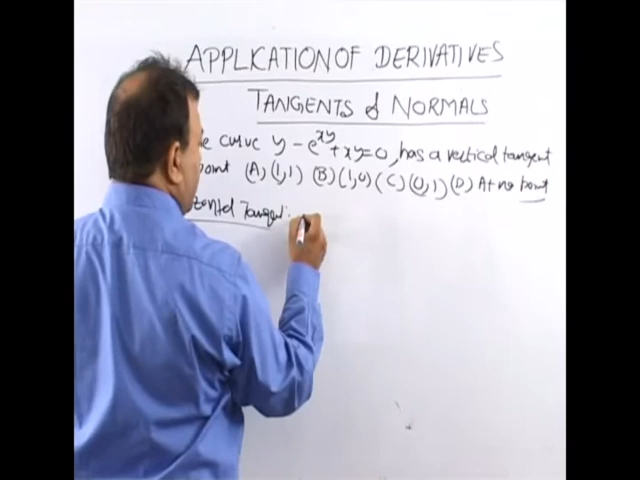 APPLICATION OF DERIVATIVES
TANGENTS & NORMALS
curve y - e^xy + xy = 0, has a vertical tangent
point (A) (1,1) (B) (1,0) (C) (0,1) (D) At no point
Tangent: